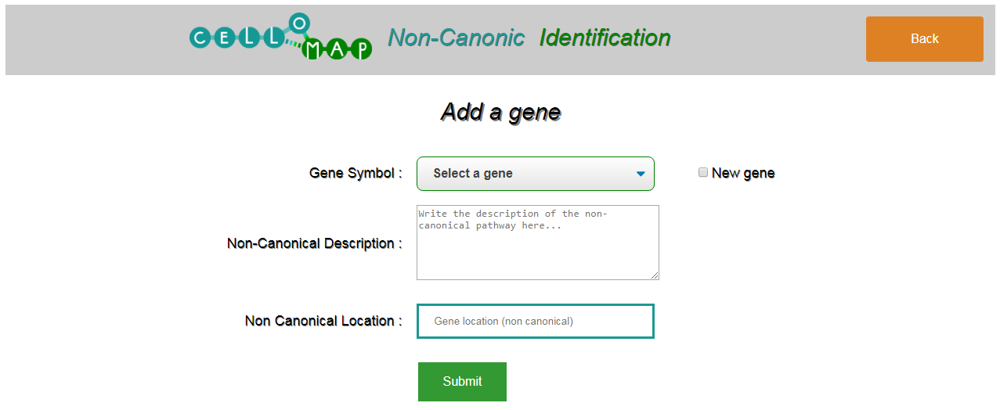 CELLOMAP Non-Canonic Identification Back
Add a gene
Gene Symbol : Select a gene New gene
Write the description of the non-
canonical pathway here...
Non-Canonical Description :
Non Canonical Location : Gene location (non canonical)
Submit